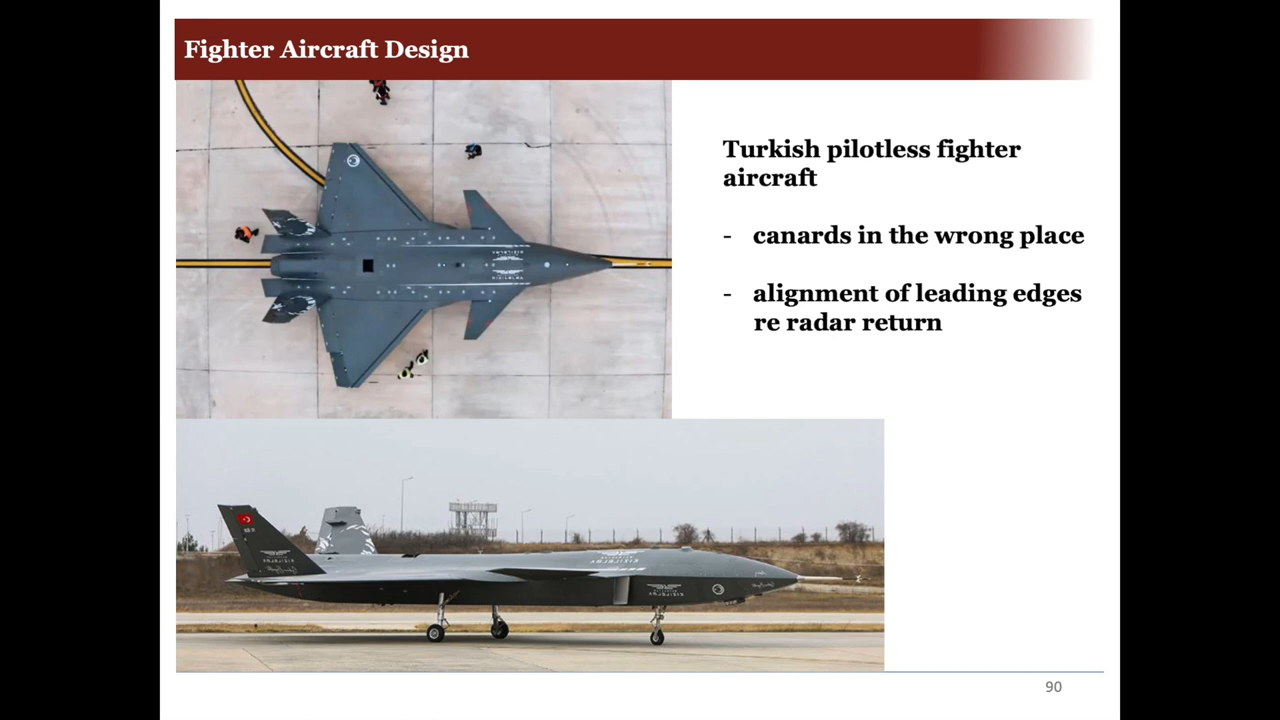 Fighter Aircraft Design
Turkish pilotless fighter
aircraft
- canards in the wrong place
- alignment of leading edges
re radar return
90